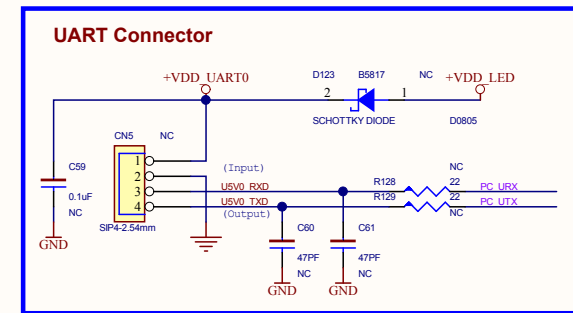 UART Connector
+VDD_UART0
D123
B5817
NC
+VDD_LED
2
1
SCHOTTKY DIODE
D0805
CN5
NC
C59
0.1uF
NC
GND
1
2
3
4
SIP4-2.54mm
(Input)
U5V0_RXD
U5V0_TXD
(Output)
R128
R129
NC
22
22
NC
PC_URX
PC_UTX
C60
47PF
NC
GND
C61
47PF
NC
GND